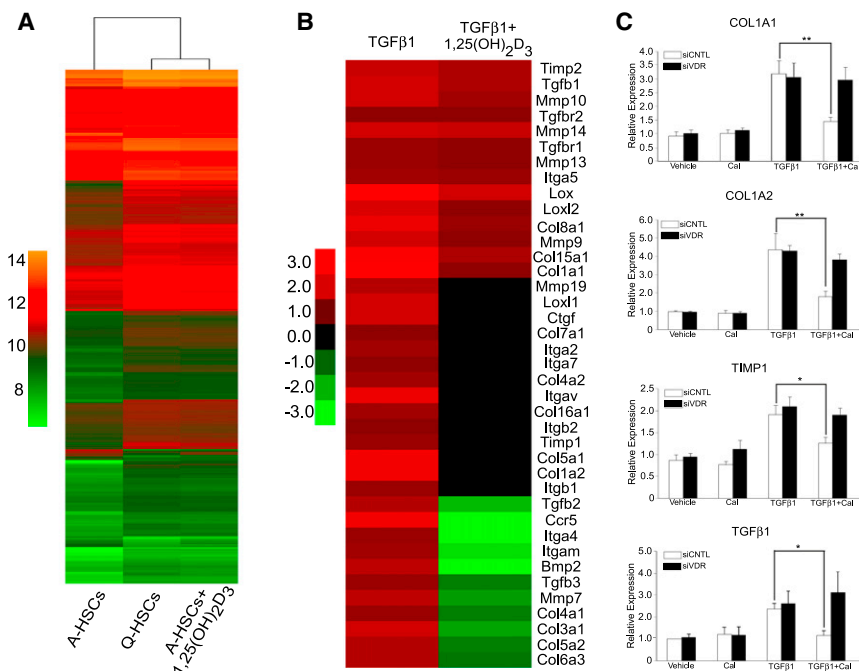 A
14
12
10
8
A-HSCs
Q-HSCs
A-HSCs+
1,25(OH)2D3
B
TGFβ1
TGFβ1+
1,25(OH)2D3
3.0
2.0
1.0
0.0
-1.0
-2.0
-3.0
Timp2
Tgfb1
Mmp10
Tgfbr2
Mmp14
Tgfbr1
Mmp13
Itga5
Lox
Loxl2
Col8a1
Mmp9
Col15a1
Col1a1
Mmp19
Loxl1
Ctgf
Col7a1
Itga2
Itga7
Col4a2
Itgav
Col16a1
Itgb2
Timp1
Col5a1
Col1a2
Itgb1
Tgfb2
Ccr5
Itga4
Itgam
Bmp2
Tgfb3
Mmp7
Col4a1
Col3a1
Col5a2
Col6a3
C
COL1A1
Relative Expression
4.0
3.5
3.0
2.5
2.0
1.5
1.0
0.5
0
siCNTL
siVDR
**
Vehicle
Cal
TGFβ1
TGFβ1+Ca
COL1A2
Relative Expression
6.0
5.0
4.0
3.0
2.0
1.0
0
siCNTL
siVDR
**
Vehicle
Cal
TGFβ1
TGFβ1+Cal
TIMP1
Relative Expression
2.5
2.0
1.5
1.0
0.5
0
siCNTL
siVDR
*
Vehicle
Cal
TGFβ1
TGFβ1+Cal
TGFβ1
Relative Expression
5.0
4.0
3.0
2.0
1.0
0
siCNTL
siVDR
*
Vehicle
Cal
TGFβ1
TGFβ1+Cal